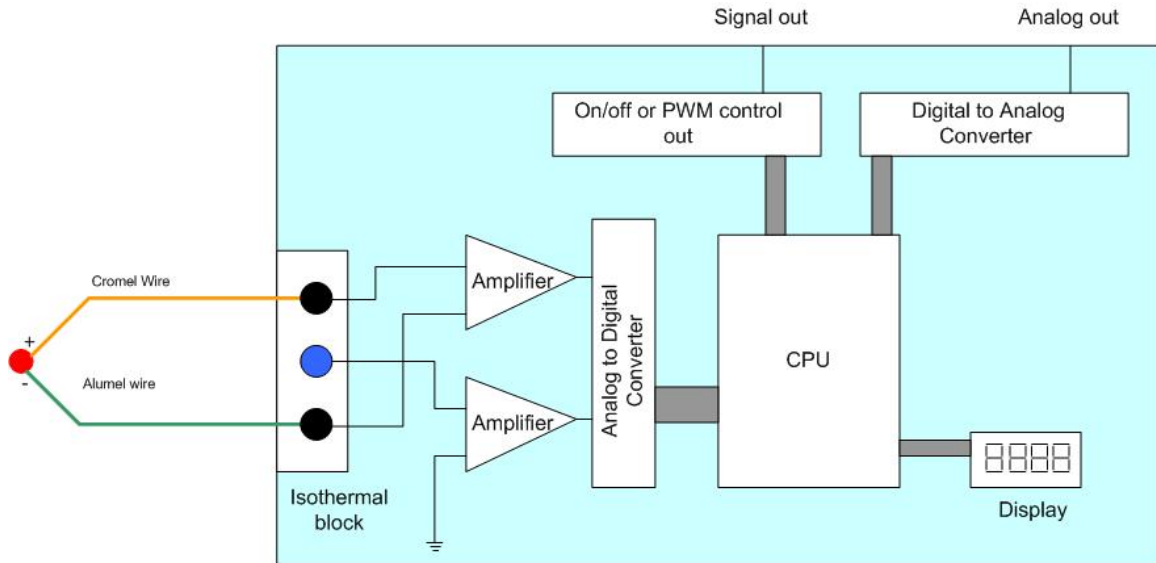 Signal out
Analog out
On/off or PWM control
out
Digital to Analog
Converter
Cromel Wire
+
-
Alumel wire
Amplifier
Amplifier
Analog to Digital
Converter
CPU
Isothermal
block
8888
Display